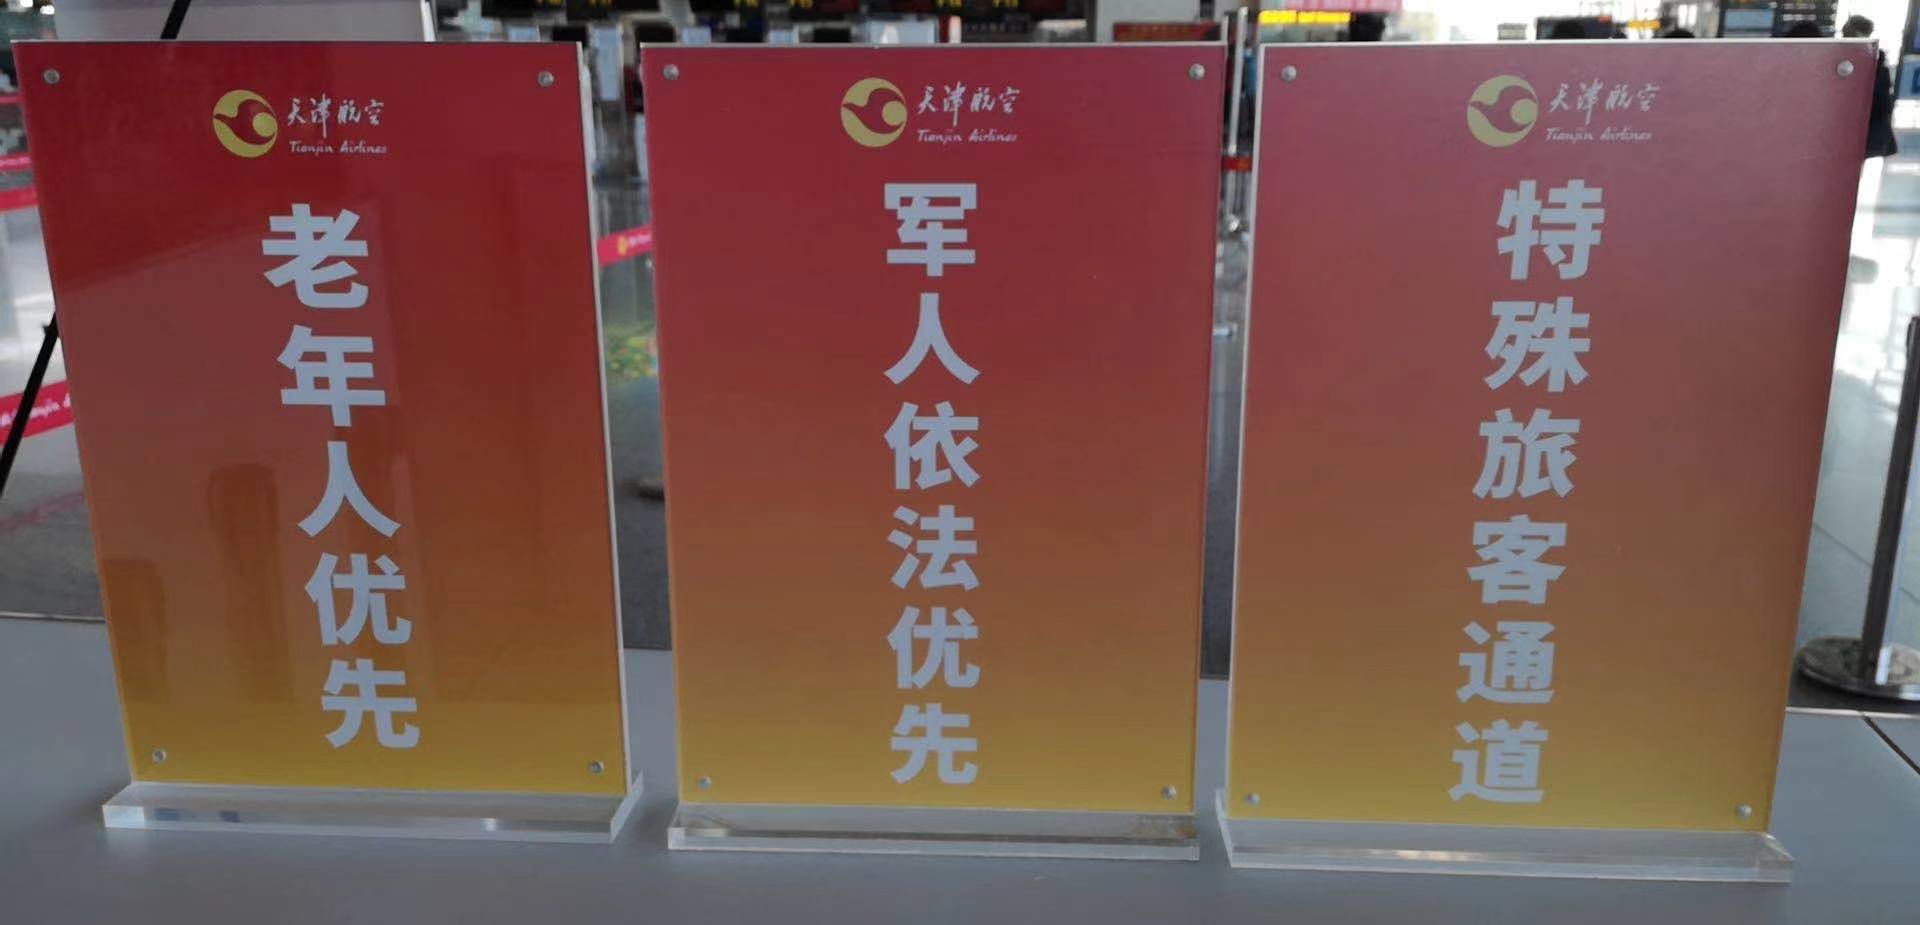 天津航空
Tianjin Airlines
老年人优先
天津航空
Tianjin Airlines
军人依法优先
天津航空
Tianjin Airlines
特殊旅客通道